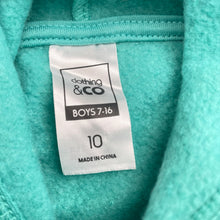 clothing
&CO
BOYS 7-16
10
MADE IN CHINA